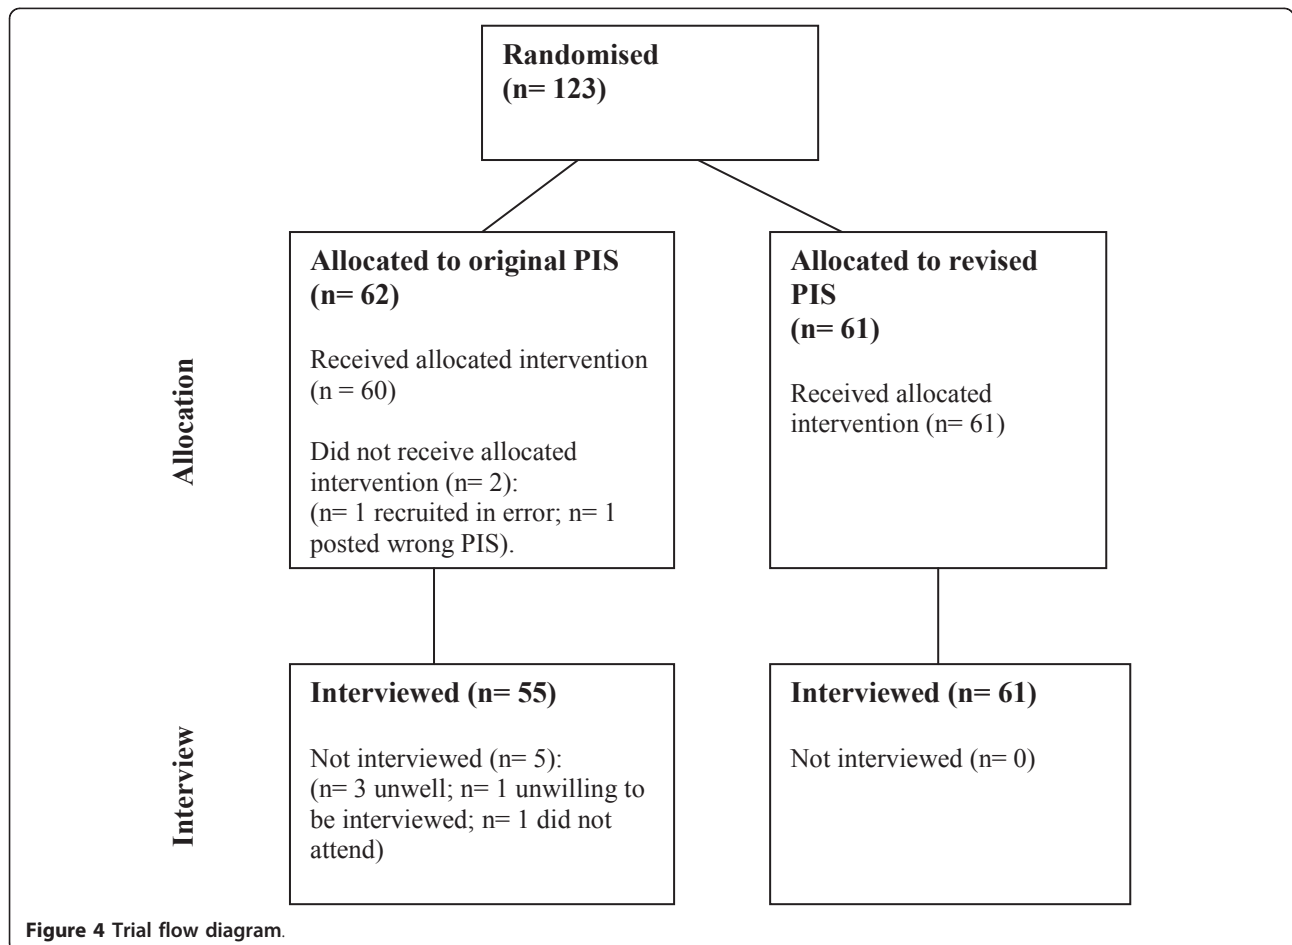 Randomised
(n= 123)
Allocation
Allocated to original PIS
(n= 62)
Received allocated intervention
(n = 60)
Did not receive allocated
intervention (n= 2):
(n= 1 recruited in error; n= 1
posted wrong PIS).
Allocated to revised
PIS
(n= 61)
Received allocated
intervention (n= 61)
Interview
Interviewed (n= 55)
Not interviewed (n= 5):
(n= 3 unwell; n= 1 unwilling to
be interviewed; n= 1 did not
attend)
Interviewed (n= 61)
Not interviewed (n= 0)
Figure 4 Trial flow diagram.